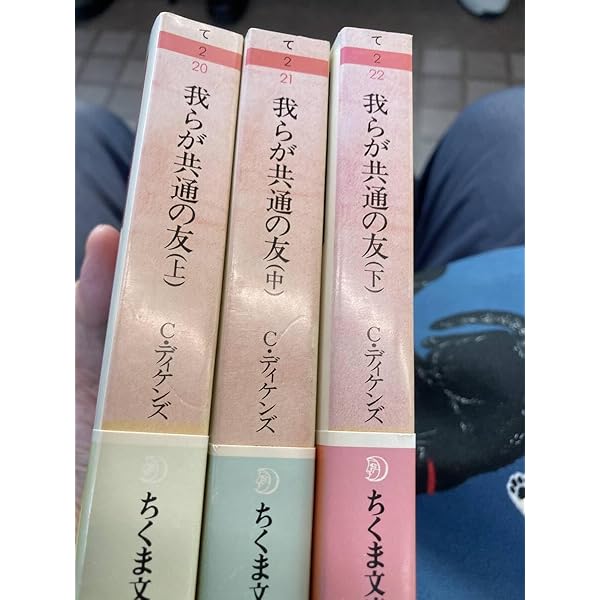 て
2
20
我らが共通の友(上)
C・ディケンズ
ちくま文
て
2
21
我らが共通の友(中)
C・ディケンズ
ちくま文
て
2
22
我らが共通の友(下)
C・ディケンズ
ちくま文